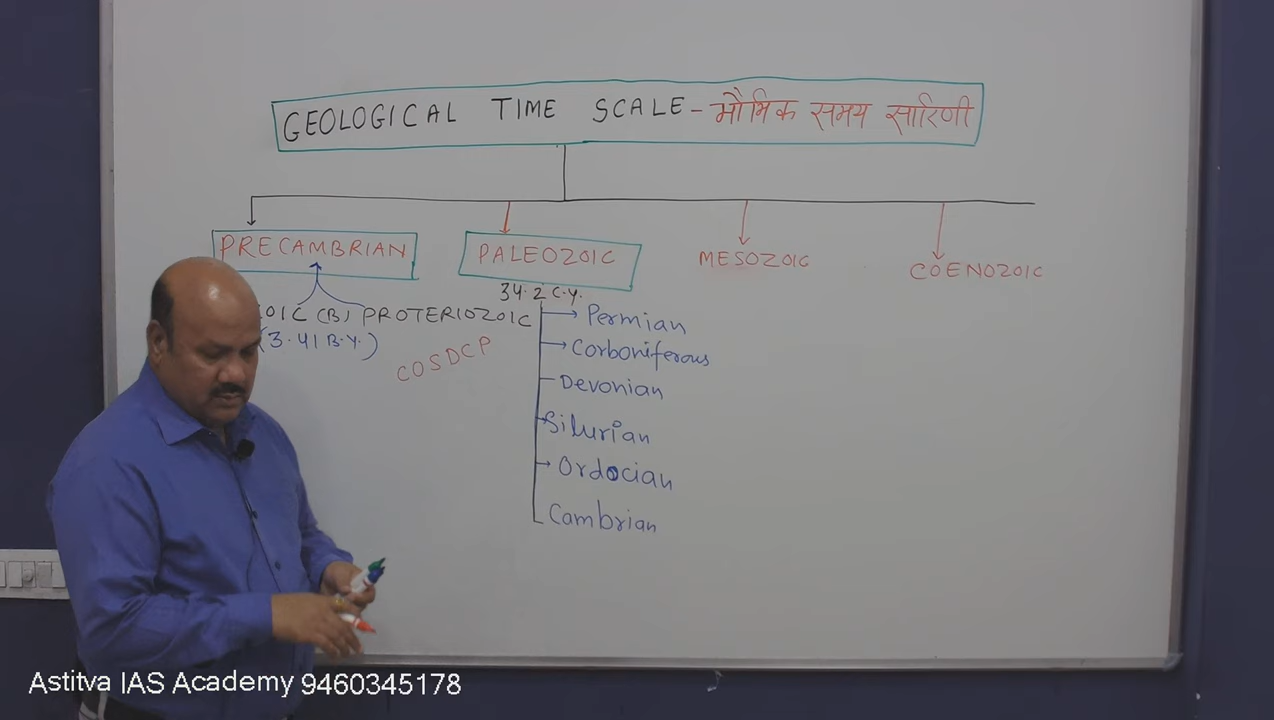 GEOLOGICAL TIME SCALE - भौमिक समय सारिणी
PRECAMBRIAN
PALEOZOIC
MESOZOIC
COENOZOIC
34.2 C.Y.
(B) PROTERIOZOIC
(3.41 B.Y.)
COSDCP
Permian
Corboniferous
Devonian
Silurian
Ordocian
Cambrian
Astitva IAS Academy 9460345178